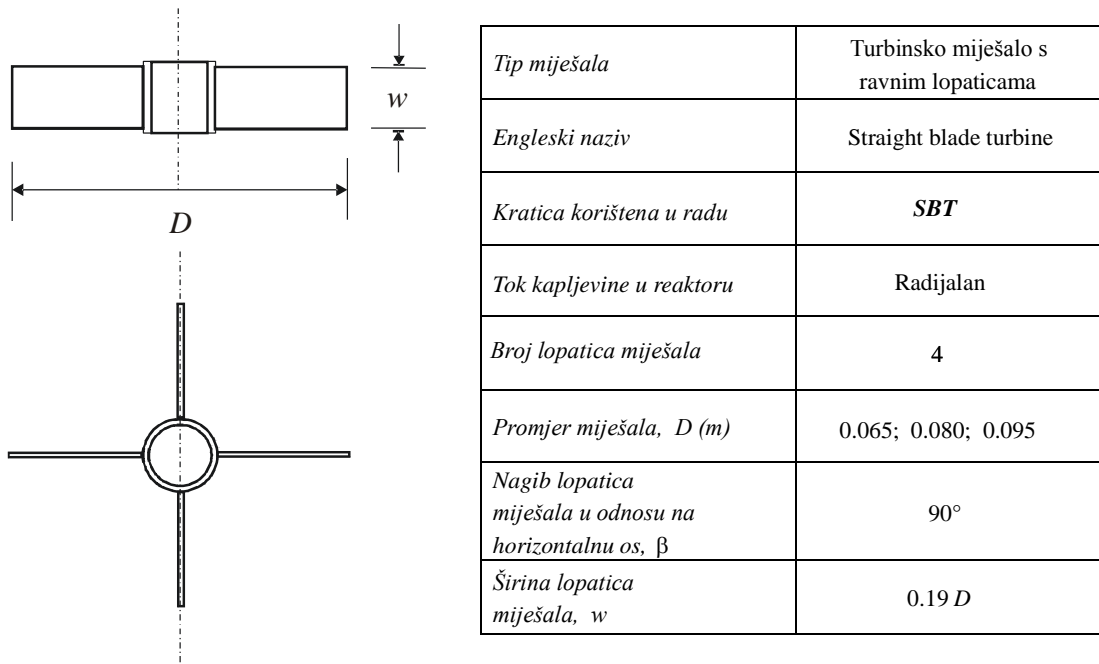 w
D
Tip miješala
Turbinsko miješalo s
ravnim lopaticama
Engleski naziv
Straight blade turbine
Kratica korištena u radu
SBT
Tok kapljevine u reaktoru
Radijalan
Broj lopatica miješala
4
Promjer miješala, D (m)
0.065; 0.080; 0.095
Nagib lopatica
miješala u odnosu na
horizontalnu os, β
90°
Širina lopatica
miješala, w
0.19 D